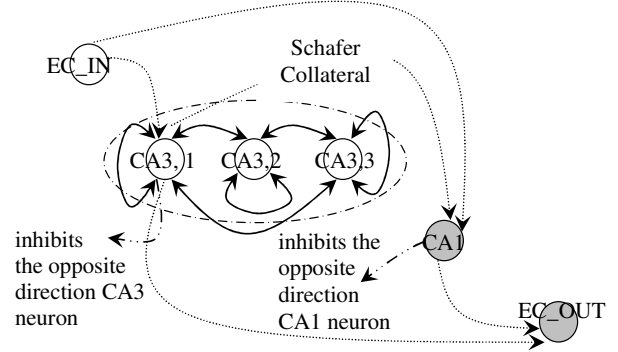 Schafer
Collateral
EC_IN
CA3, 1
CA3,2
CA3,3
inhibits
the opposite
direction CA3
neuron
inhibits the
opposite
direction
CA1 neuron
CA1
EC_OUT